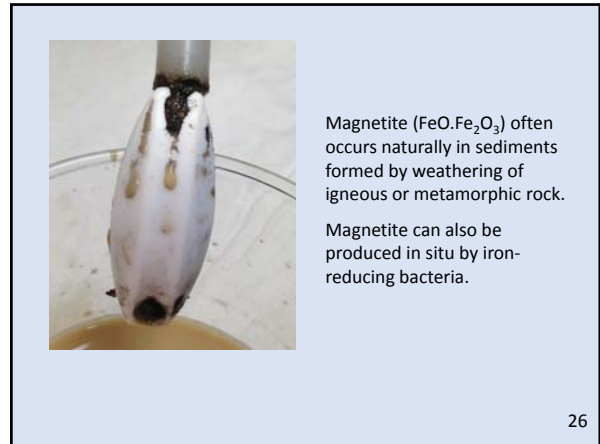 Magnetite (FeO.Fe₂O₃) often
occurs naturally in sediments
formed by weathering of
igneous or metamorphic rock.
Magnetite can also be
produced in situ by iron-
reducing bacteria.
26